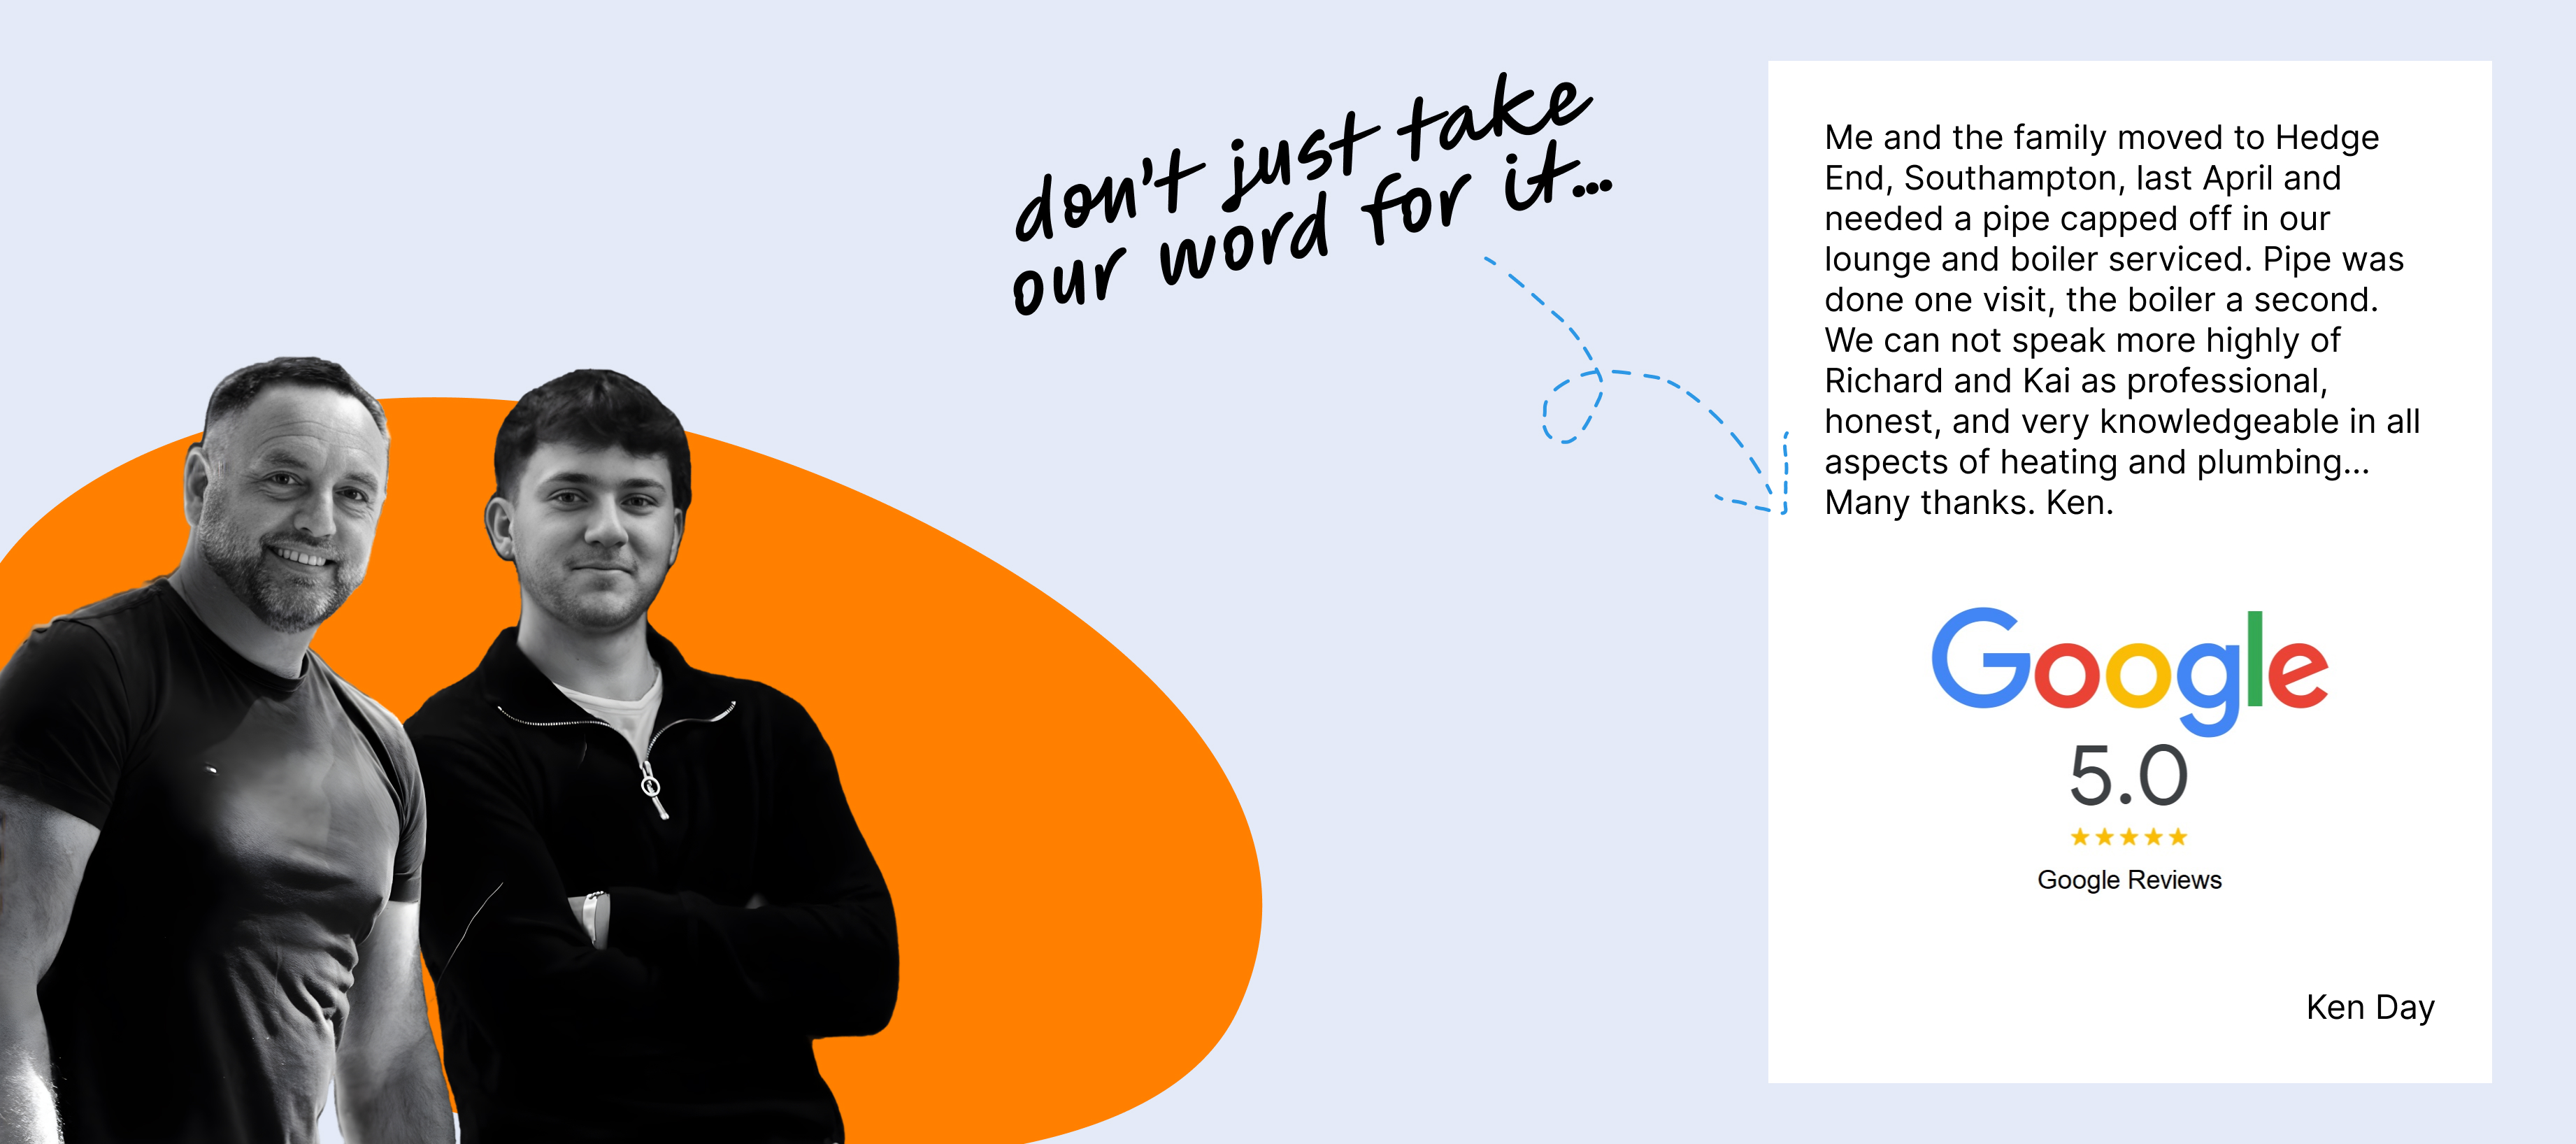 don't just take
our word for it...
Me and the family moved to Hedge
End, Southampton, last April and
needed a pipe capped off in our
lounge and boiler serviced. Pipe was
done one visit, the boiler a second.
We can not speak more highly of
Richard and Kai as professional,
honest, and very knowledgeable in all
aspects of heating and plumbing...
Many thanks. Ken.
Google
5.0
Google Reviews
Ken Day